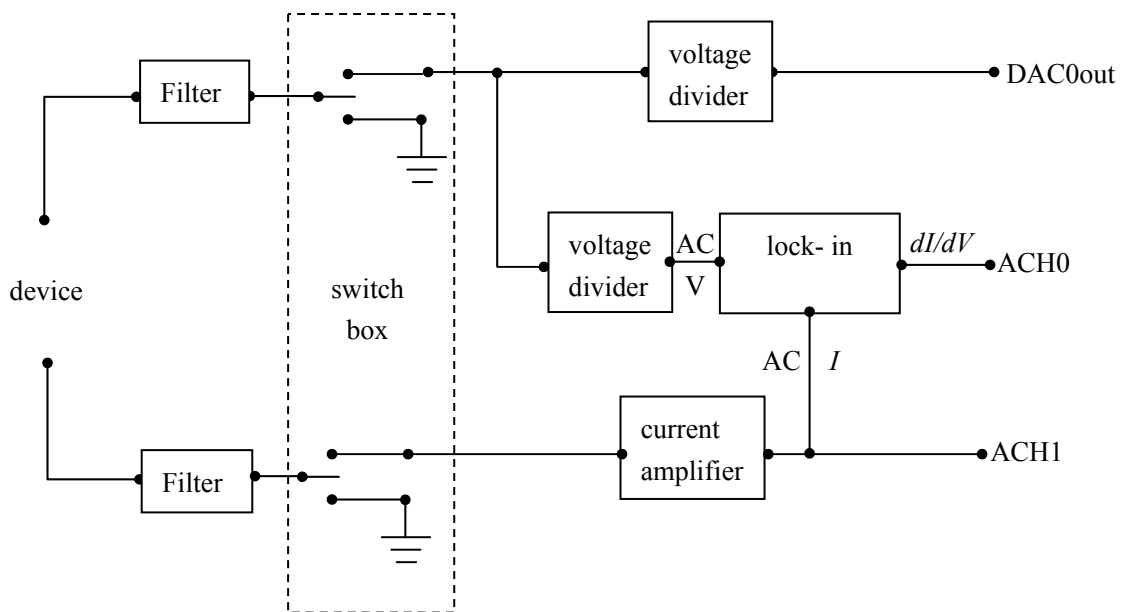 voltage
divider
DAC0out
Filter
voltage
divider
AC
V
lock- in
dI/dV
ACH0
device
switch
box
AC
I
current
amplifier
ACH1
Filter